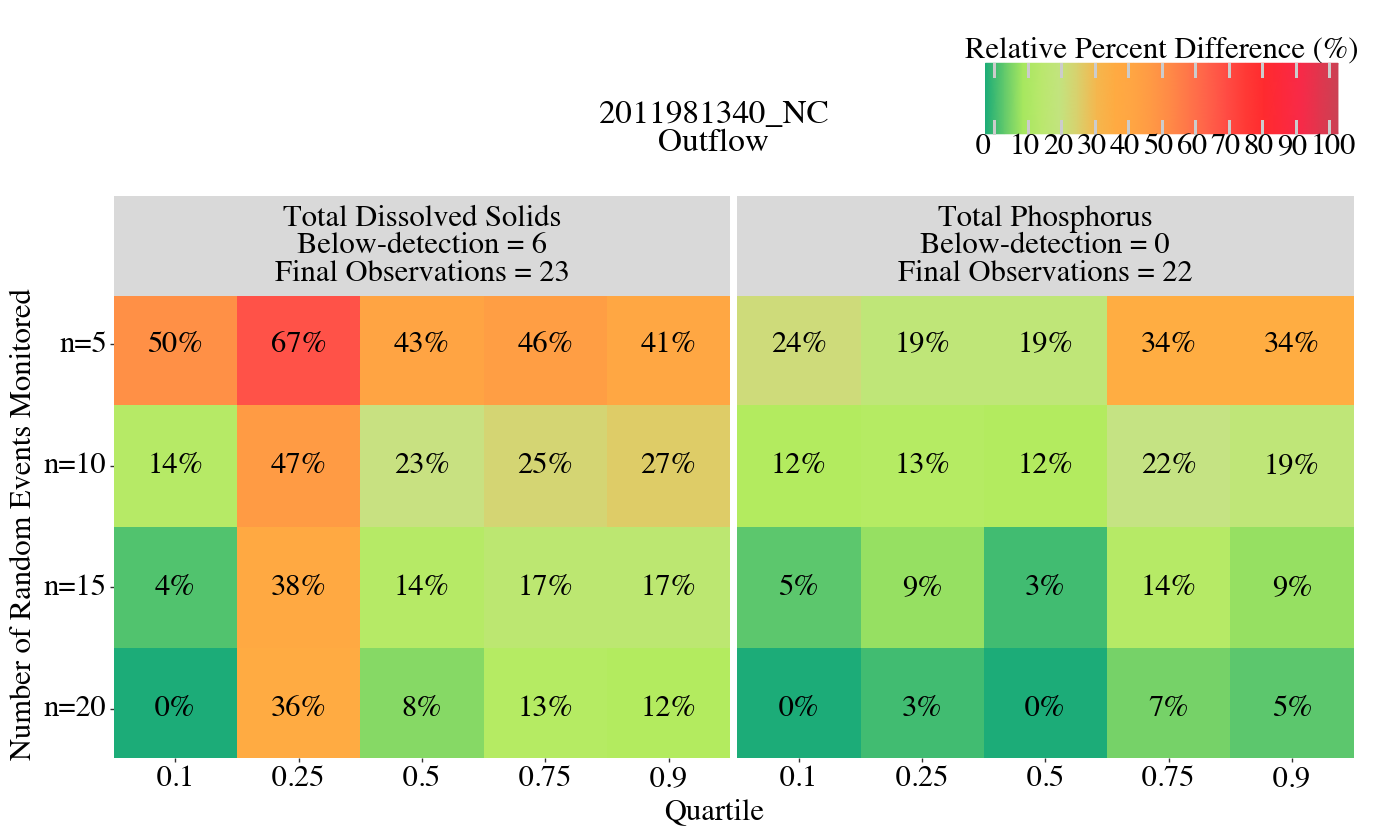 Relative Percent Difference (%)
0 10 20 30 40 50 60 70 80 90 100
2011981340_NC
Outflow
Total Dissolved Solids
Below-detection = 6
Final Observations = 23
Total Phosphorus
Below-detection = 0
Final Observations = 22
Number of Random Events Monitored
n=5 50% 67% 43% 46% 41% 24% 19% 19% 34% 34%
n=10 14% 47% 23% 25% 27% 12% 13% 12% 22% 19%
n=15 4% 38% 14% 17% 17% 5% 9% 3% 14% 9%
n=20 0% 36% 8% 13% 12% 0% 3% 0% 7% 5%
0.1 0.25 0.5 0.75 0.9 0.1 0.25 0.5 0.75 0.9
Quartile